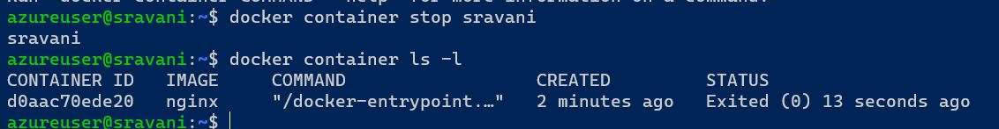 azureuser@sravani:~$ docker container stop sravani
sravani
azureuser@sravani:~$ docker container ls -l
CONTAINER ID   IMAGE     COMMAND                  CREATED         STATUS
d0aac70ede20   nginx     "/docker-entrypoint.…"   2 minutes ago   Exited (0) 13 seconds ago
azureuser@sravani:~$